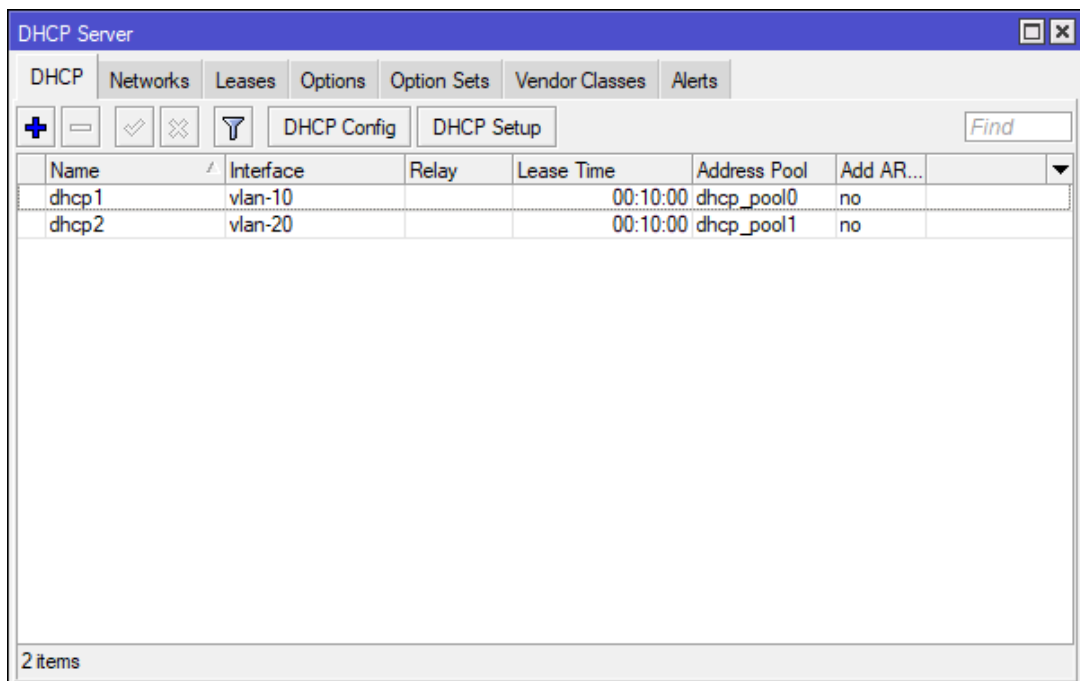 DHCP Server
DHCP Networks Leases Options Option Sets Vendor Classes Alerts
DHCP Config DHCP Setup Find
Name Interface Relay Lease Time Address Pool Add AR...
dhcp1 vlan-10 00:10:00 dhcp_pool0 no
dhcp2 vlan-20 00:10:00 dhcp_pool1 no
2 items